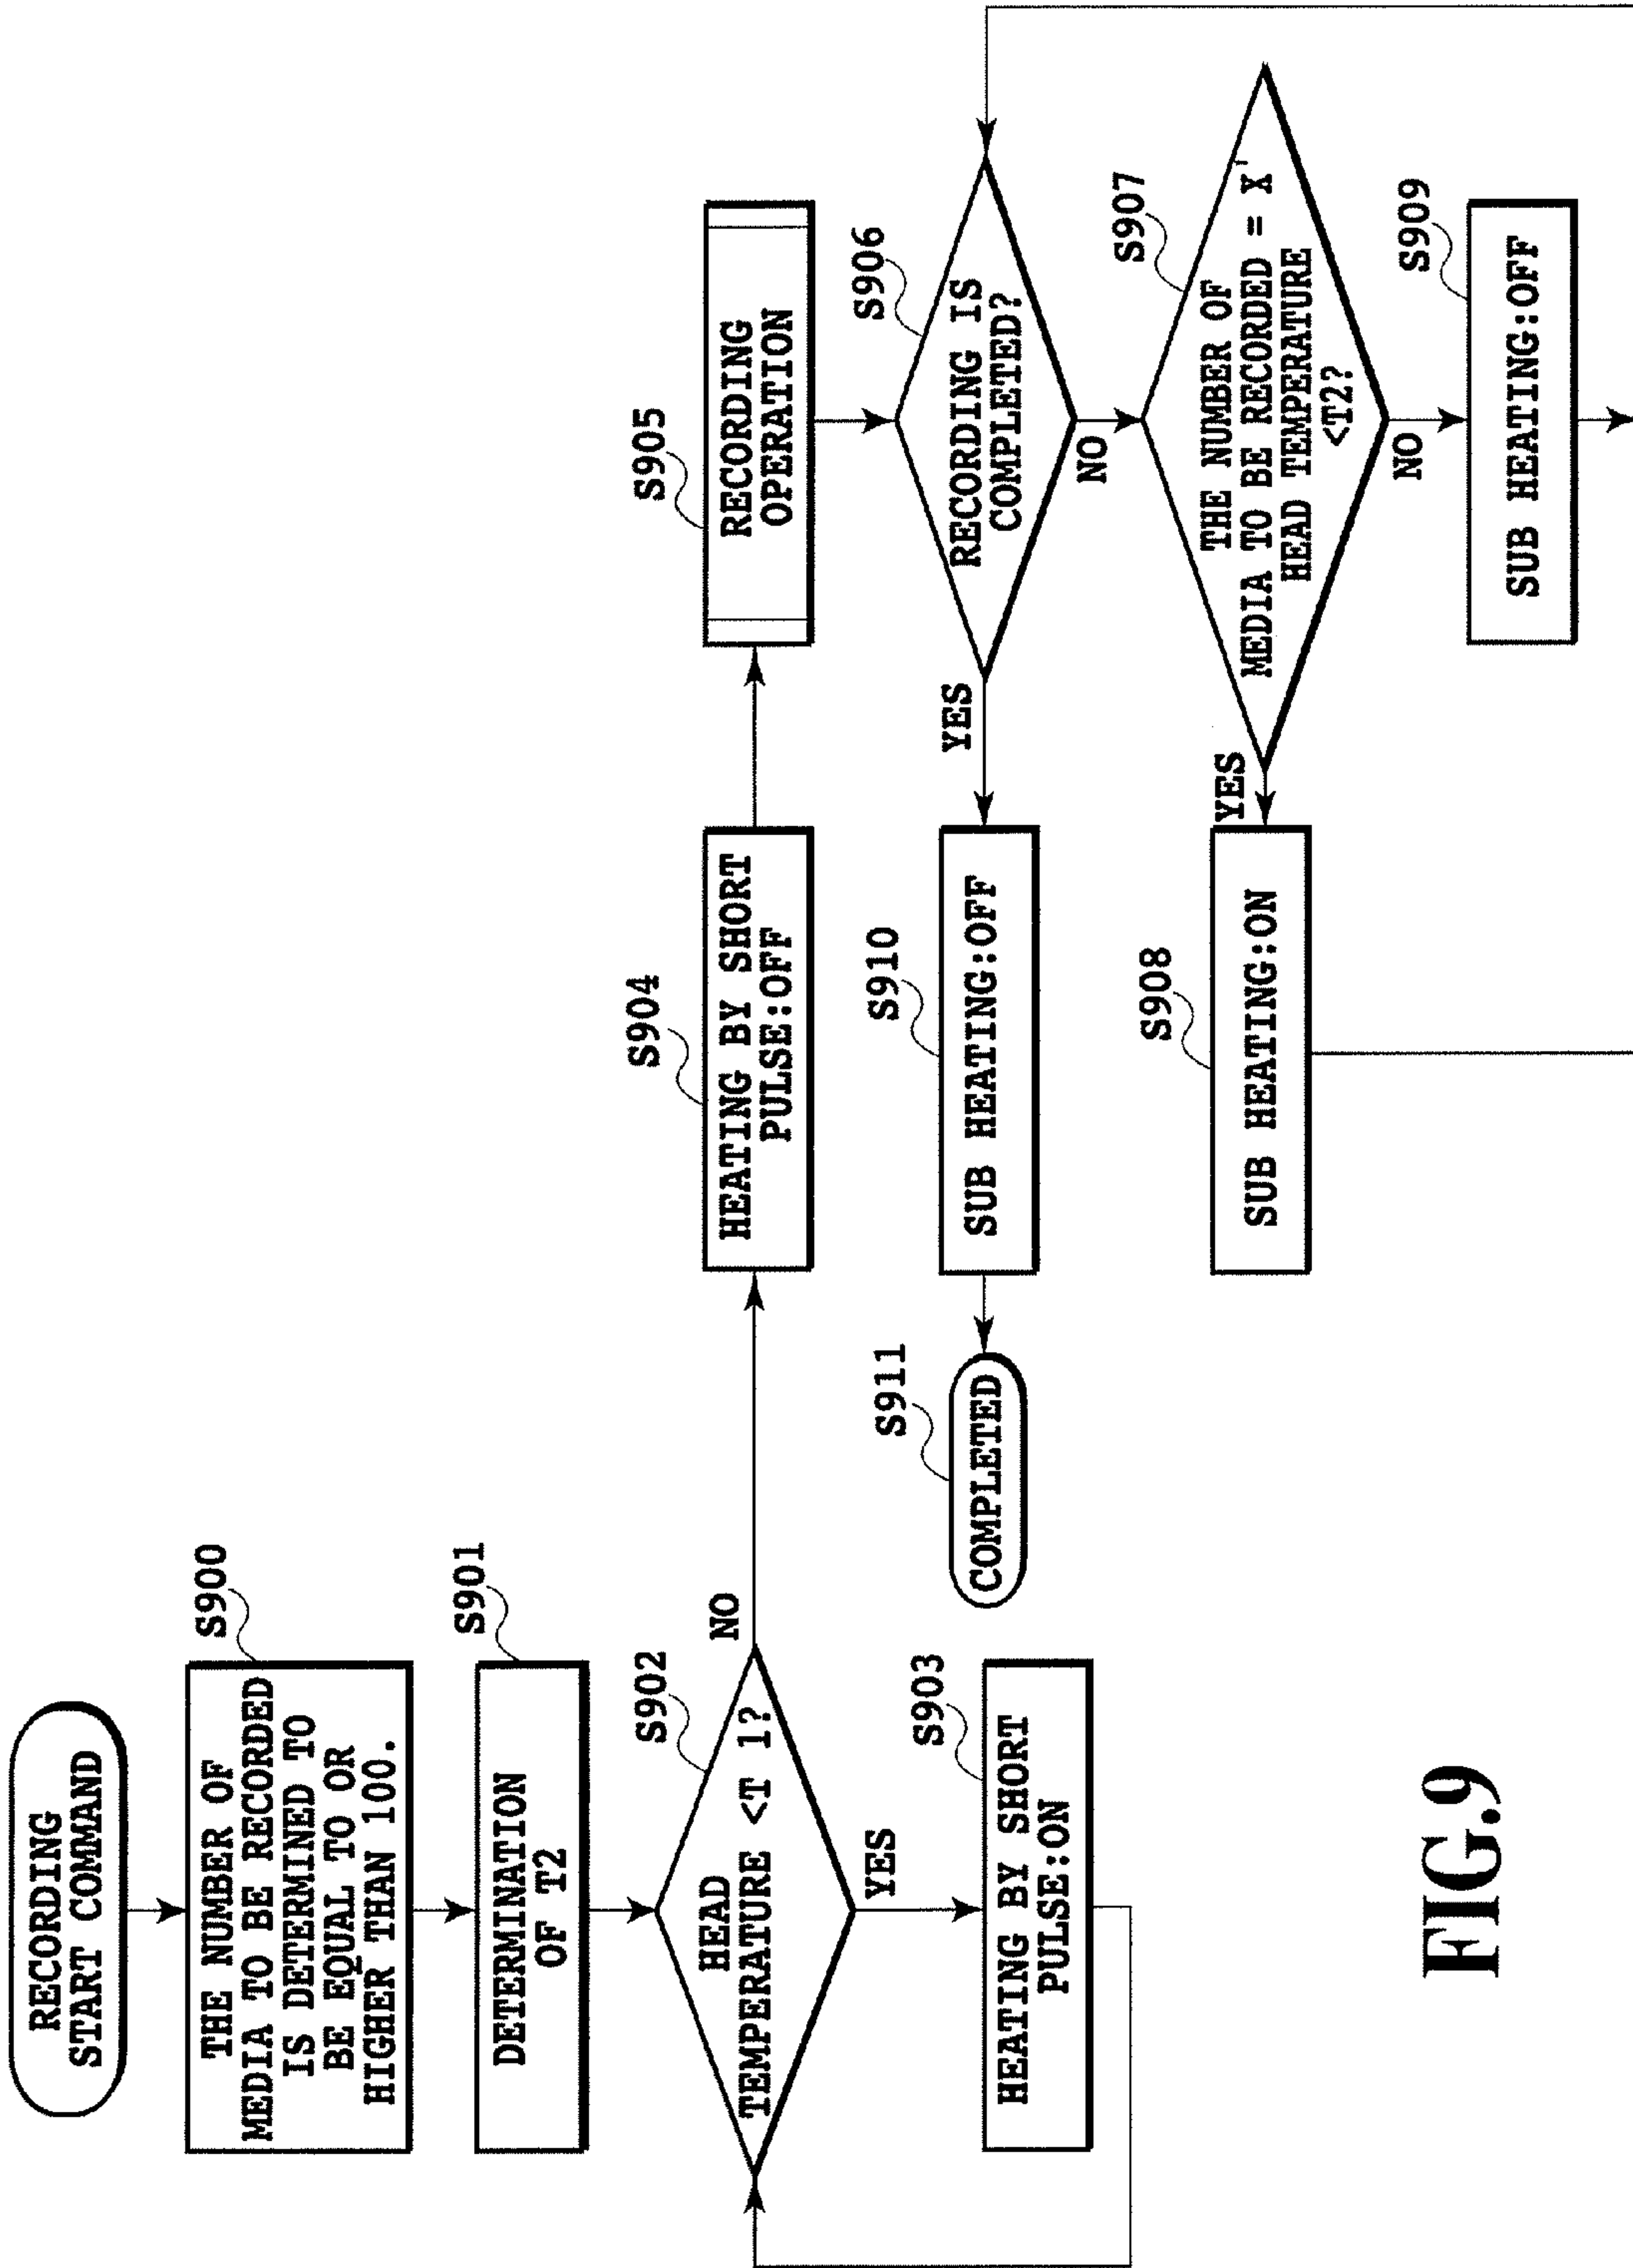 RECORDING
START COMMAND
S900
THE NUMBER OF
MEDIA TO BE RECORDED
IS DETERMINED TO
BE EQUAL TO OR
HIGHER THAN 100.
S901
DETERMINATION
OF T2
S902
HEAD
TEMPERATURE <T 1?
NO
YES
S903
HEATING BY SHORT
PULSE:ON
S904
HEATING BY SHORT
PULSE:OFF
S905
RECORDING
OPERATION
S906
RECORDING IS
COMPLETED?
YES
NO
S910
SUB HEATING:OFF
S911
COMPLETED
S907
THE NUMBER OF
MEDIA TO BE RECORDED = X
HEAD TEMPERATURE
<T2?
YES
NO
S908
SUB HEATING:ON
S909
SUB HEATING:OFF
FIG.9